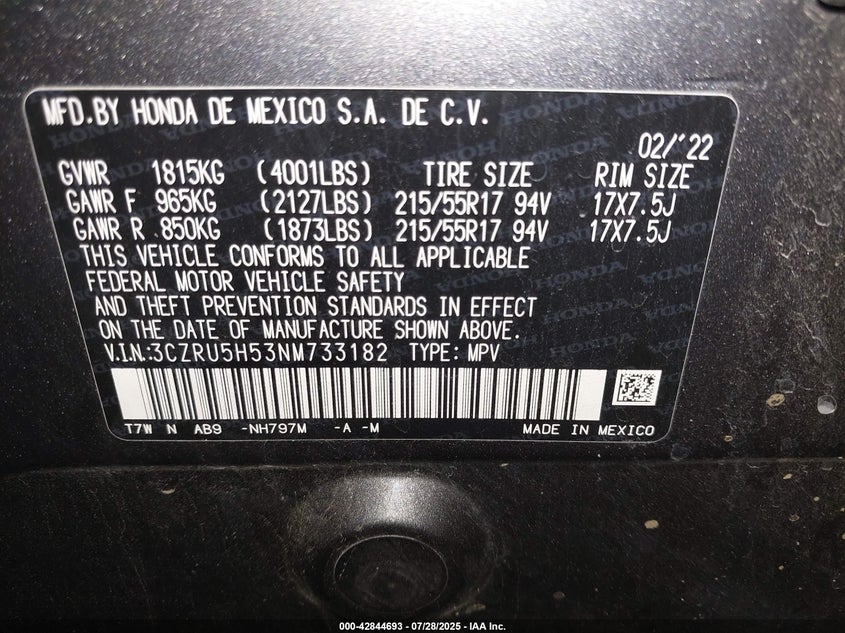 MFD.BY HONDA DE MEXICO S.A. DE C.V.
02/'22
GVWR 1815KG (4001LBS) TIRE SIZE RIM SIZE
GAWR F 965KG (2127LBS) 215/55R17 94V 17X7.5J
GAWR R 850KG (1873LBS) 215/55R17 94V 17X7.5J
THIS VEHICLE CONFORMS TO ALL APPLICABLE
FEDERAL MOTOR VEHICLE SAFETY
AND THEFT PREVENTION STANDARDS IN EFFECT
ON THE DATE OF MANUFACTURE SHOWN ABOVE.
V.I.N.:3CZRU5H53NM733182 TYPE: MPV
T7W N AB9 -NH797M -A -M MADE IN MEXICO
000-42844693 - 07/28/2025 - IAA Inc.